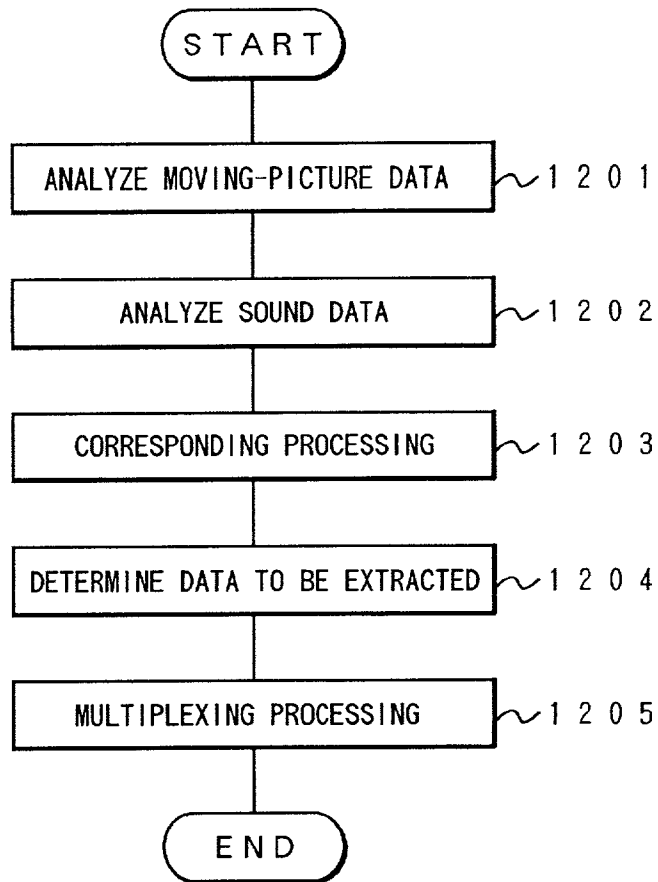 START
ANALYZE MOVING-PICTURE DATA 1201
ANALYZE SOUND DATA 1202
CORRESPONDING PROCESSING 1203
DETERMINE DATA TO BE EXTRACTED 1204
MULTIPLEXING PROCESSING 1205
END